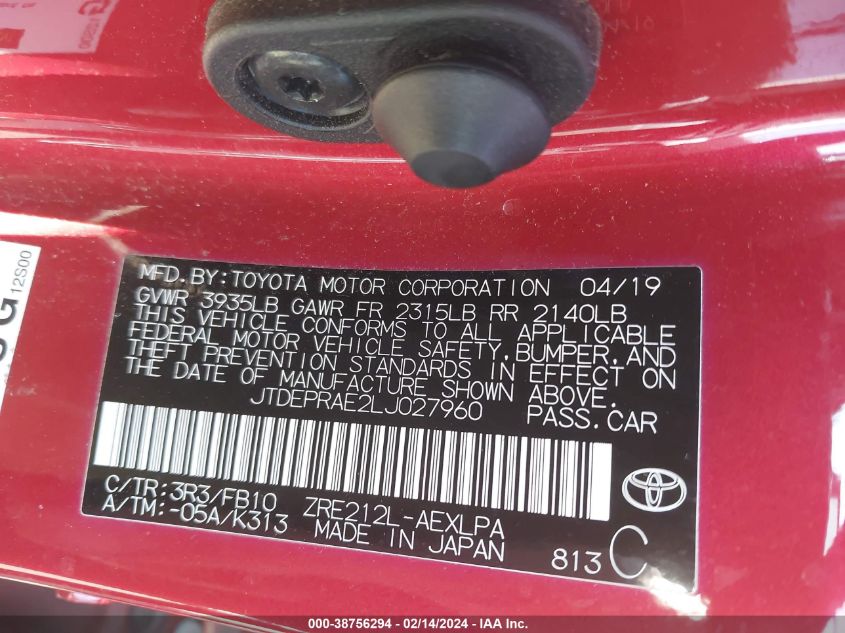 12S00
MFD.BY:TOYOTA MOTOR CORPORATION 04/19
GVWR 3935LB GAWR FR 2315LB RR 2140LB
THIS VEHICLE CONFORMS TO ALL APPLICABLE
FEDERAL MOTOR VEHICLE SAFETY,BUMPER,AND
THEFT PREVENTION STANDARDS IN EFFECT ON
THE DATE OF MANUFACTURE SHOWN ABOVE.
JTDEPRAE2LJ027960 PASS.CAR
C/TR:3R3/FB10 ZRE212L-AEXLPA
A/TM:-05A/K313 MADE IN JAPAN 813 C
000-38756294 - 02/14/2024 - IAA Inc.